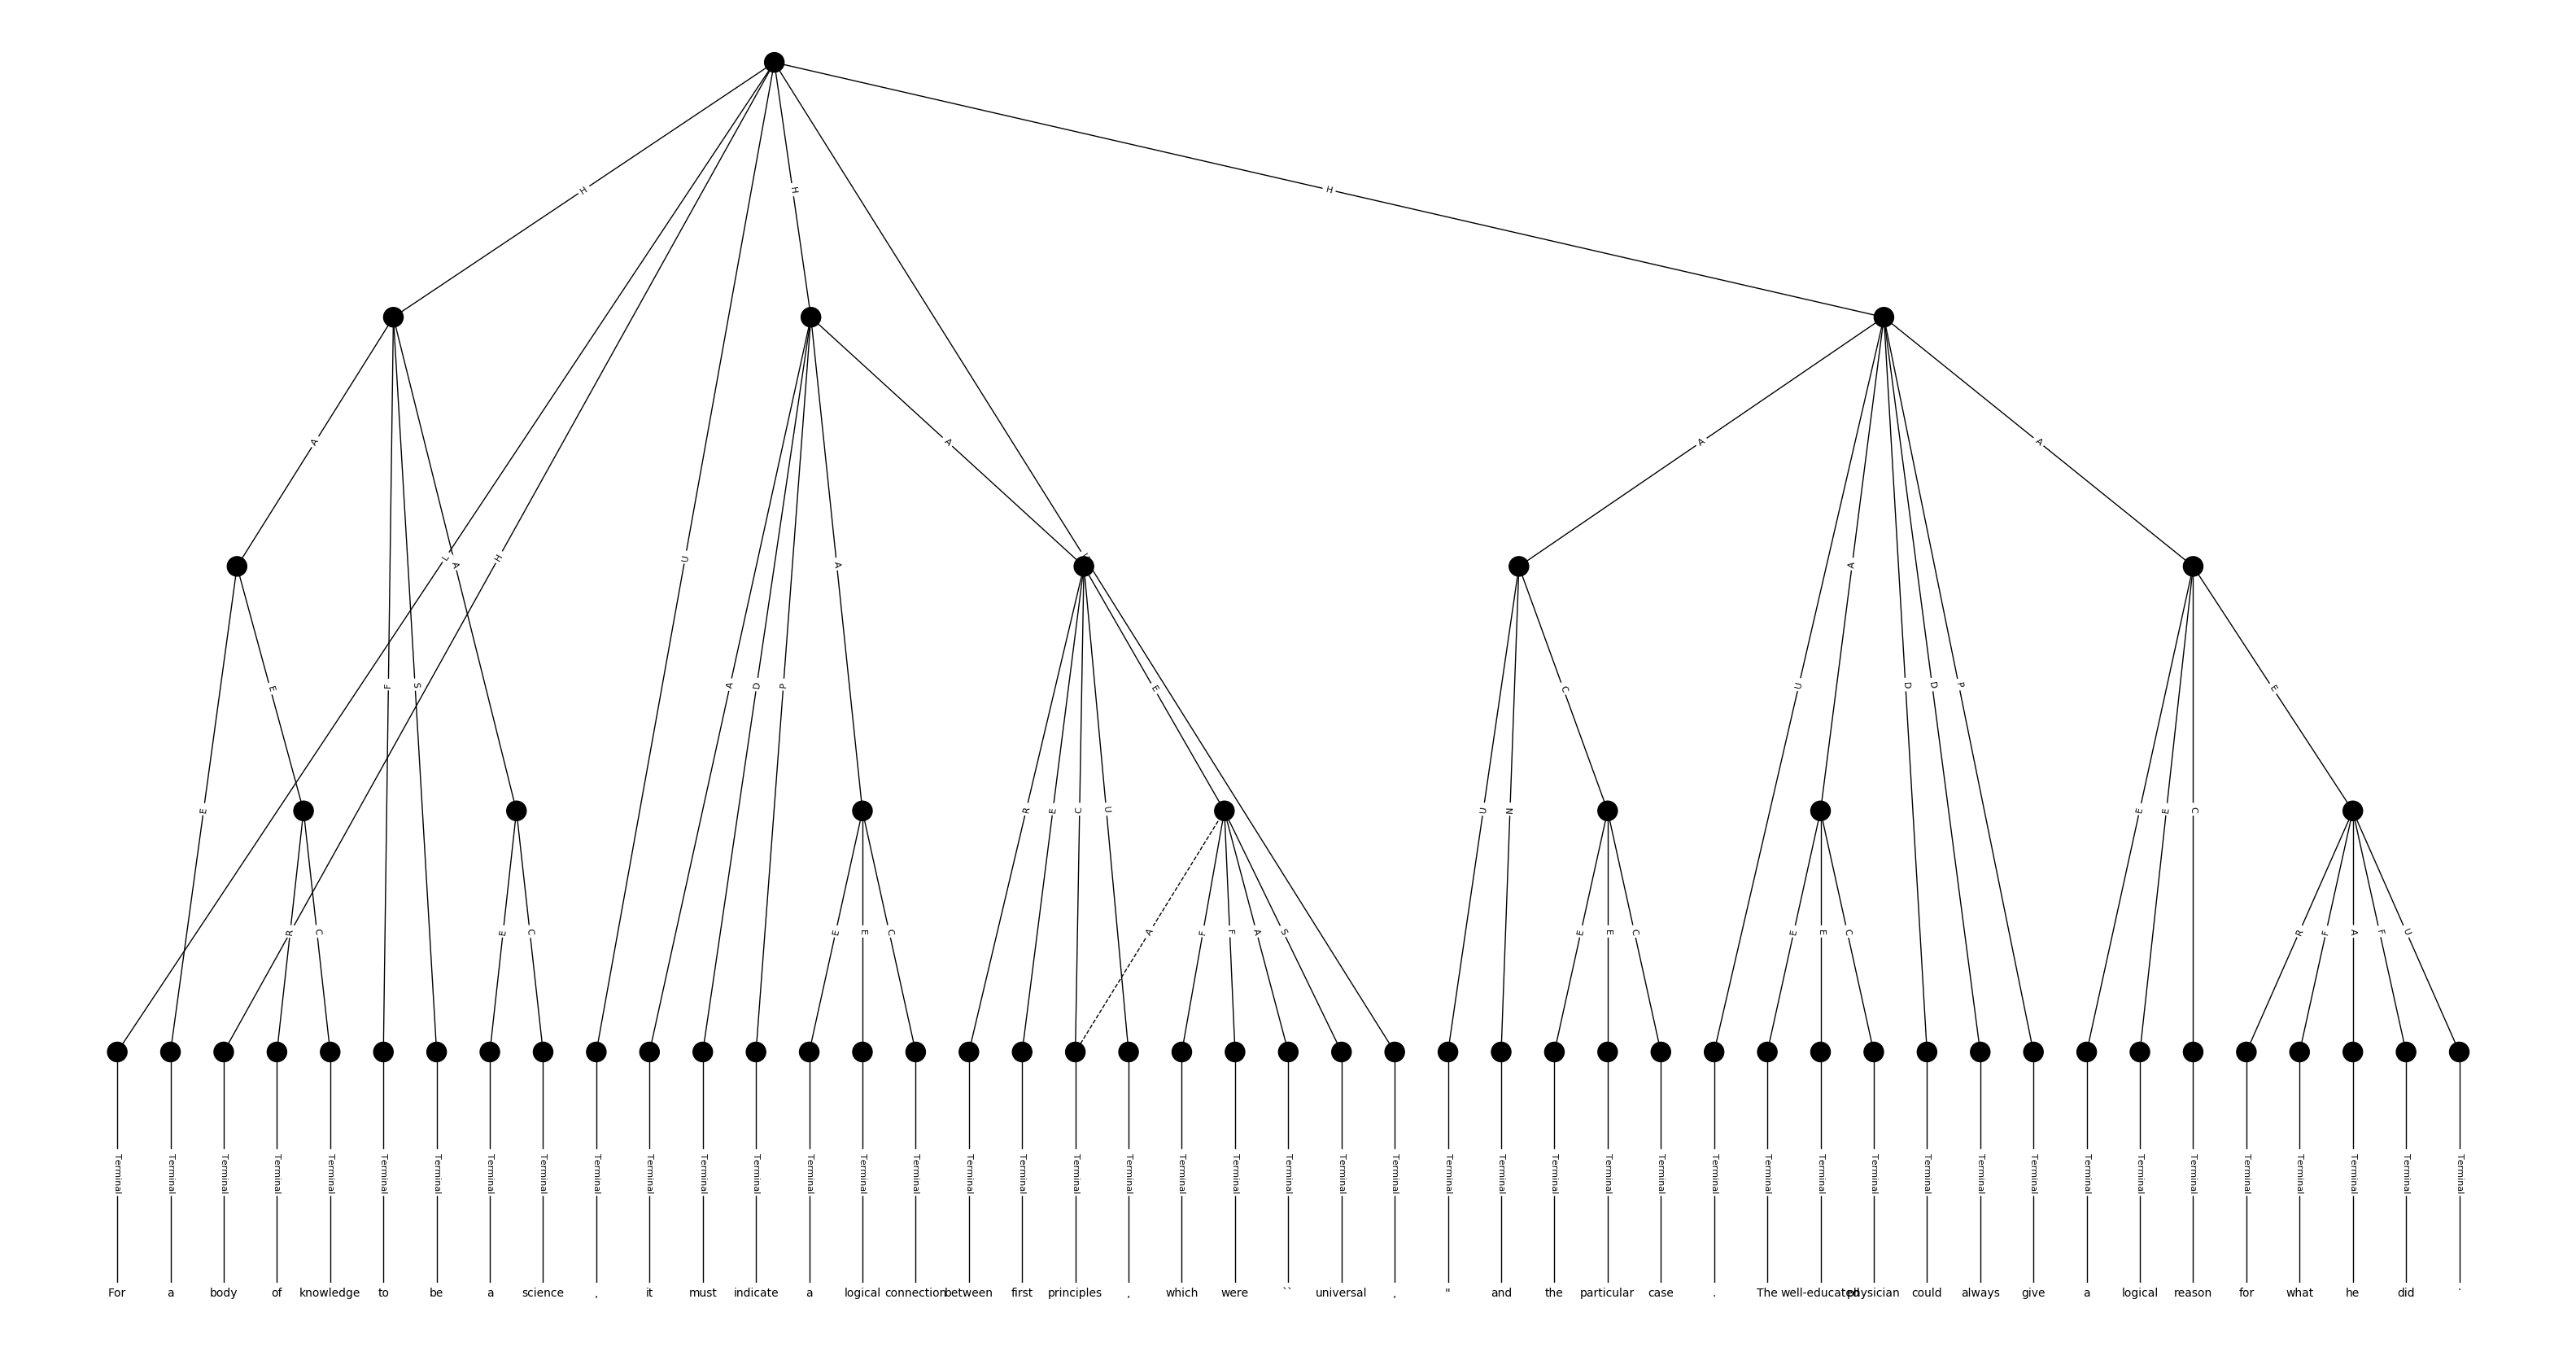 H H H
A L A H U A A A A
F S E A D P A E U D D P E
E R E C U U N C E E C
R C E C E E C A F F A S E E C E E C R F A F U
Terminal Terminal Terminal Terminal Terminal Terminal Terminal Terminal Terminal Terminal Terminal Terminal Terminal Terminal Terminal Terminal Terminal Terminal Terminal Terminal Terminal Terminal Terminal Terminal Terminal Terminal Terminal Terminal Terminal Terminal Terminal Terminal Terminal Terminal Terminal Terminal Terminal Terminal Terminal Terminal Terminal Terminal Terminal Terminal Terminal
For a body of knowledge to be a science , it must indicate a logical connection between first principles , which were `` universal , " and the particular case . The well-educated physician could always give a logical reason for what he did .